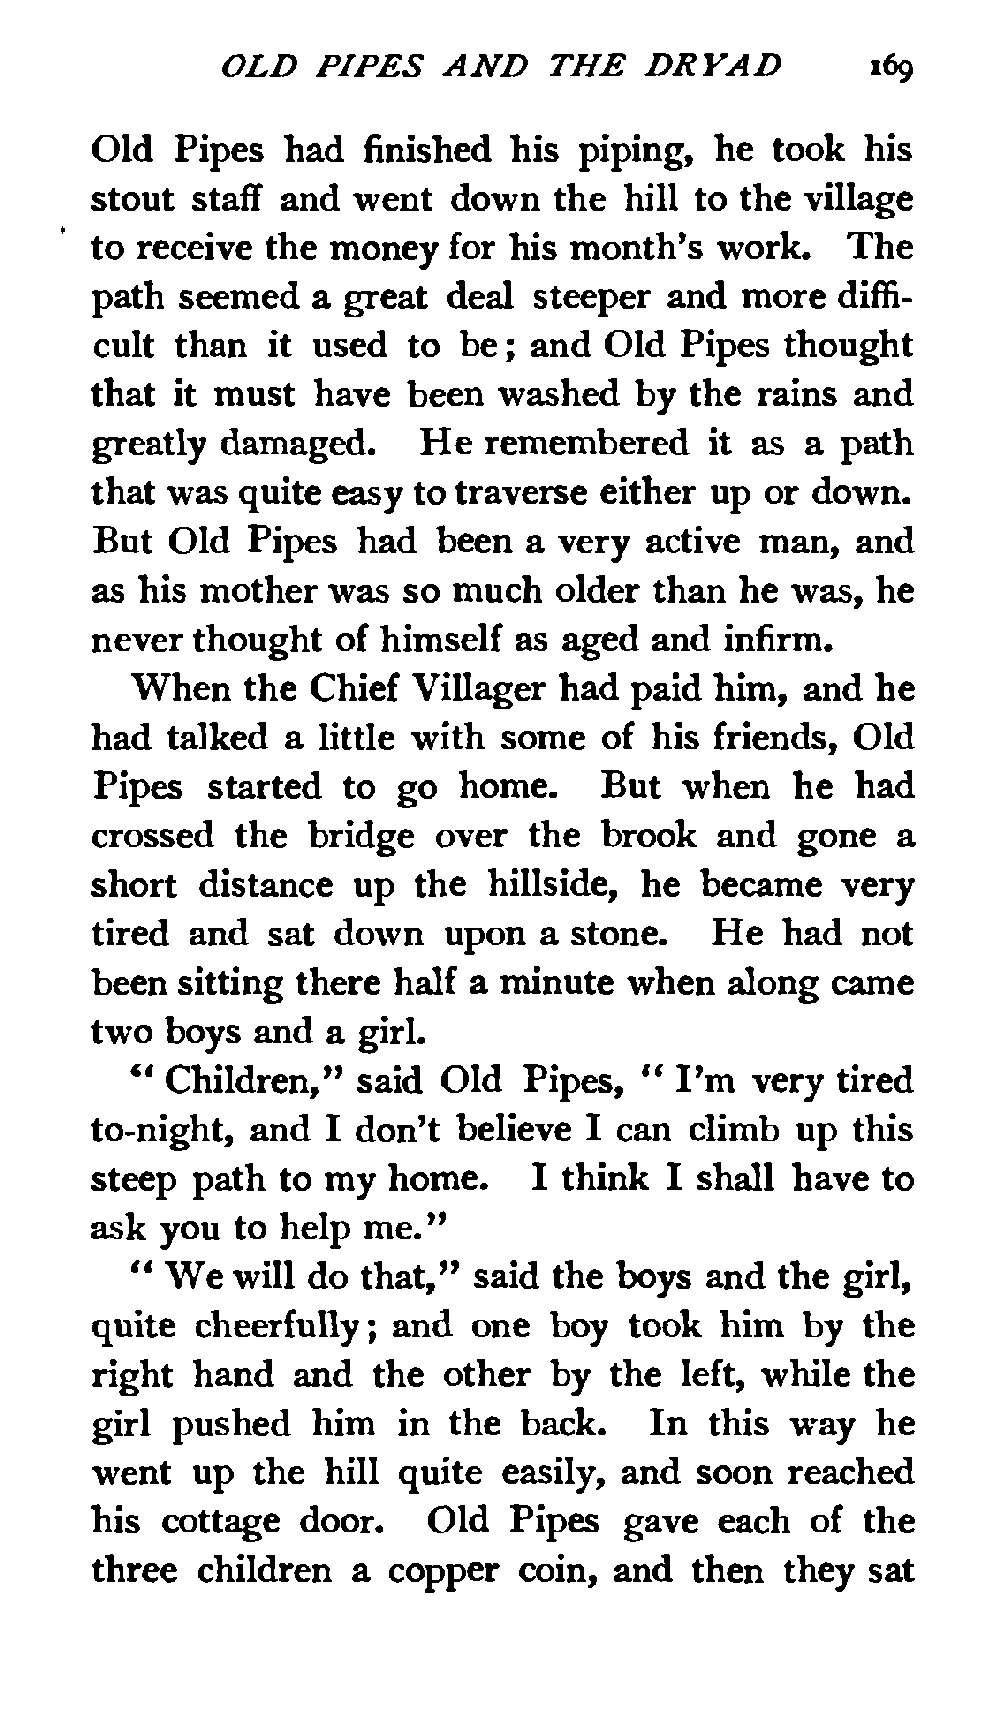 OLD PIPES AND THE DRYAD 169
Old Pipes had finished his piping, he took his
stout staff and went down the hill to the village
to receive the money for his month's work. The
path seemed a great deal steeper and more diffi-
cult than it used to be; and Old Pipes thought
that it must have been washed by the rains and
greatly damaged. He remembered it as a path
that was quite easy to traverse either up or down.
But Old Pipes had been a very active man, and
as his mother was so much older than he was, he
never thought of himself as aged and infirm.
When the Chief Villager had paid him, and he
had talked a little with some of his friends, Old
Pipes started to go home. But when he had
crossed the bridge over the brook and gone a
short distance up the hillside, he became very
tired and sat down upon a stone. He had not
been sitting there half a minute when along came
two boys and a girl.
"Children," said Old Pipes, "I'm very tired
to-night, and I don't believe I can climb up this
steep path to my home. I think I shall have to
ask you to help me."
"We will do that," said the boys and the girl,
quite cheerfully; and one boy took him by the
right hand and the other by the left, while the
girl pushed him in the back. In this way he
went up the hill quite easily, and soon reached
his cottage door. Old Pipes gave each of the
three children a copper coin, and then they sat